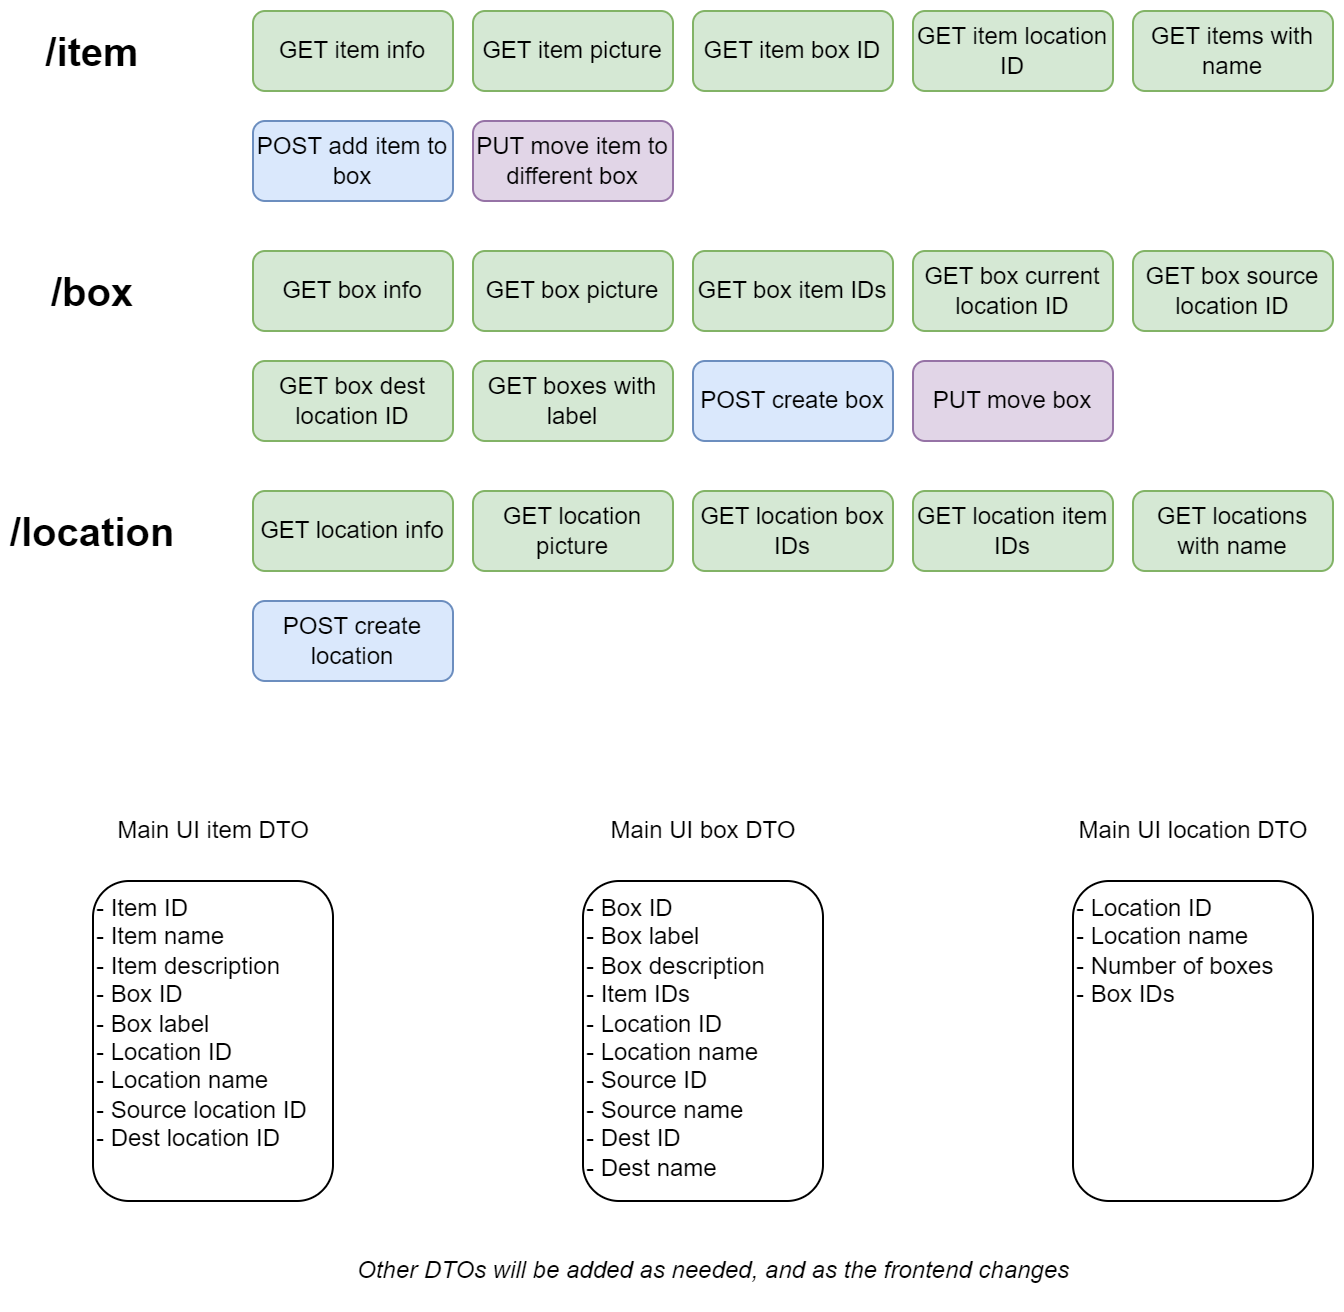 /item
GET item info
GET item picture
GET item box ID
GET item location
ID
GET items with
name
POST add item to
box
PUT move item to
different box
/box
GET box info
GET box picture
GET box item IDs
GET box current
location ID
GET box source
location ID
GET box dest
location ID
GET boxes with
label
POST create box
PUT move box
/location
GET location info
GET location
picture
GET location box
IDs
GET location item
IDs
GET locations
with name
POST create
location
Main UI item DTO
- Item ID
- Item name
- Item description
- Box ID
- Box label
- Location ID
- Location name
- Source location ID
- Dest location ID
Main UI box DTO
- Box ID
- Box label
- Box description
- Item IDs
- Location ID
- Location name
- Source ID
- Source name
- Dest ID
- Dest name
Main UI location DTO
- Location ID
- Location name
- Number of boxes
- Box IDs
Other DTOs will be added as needed, and as the frontend changes